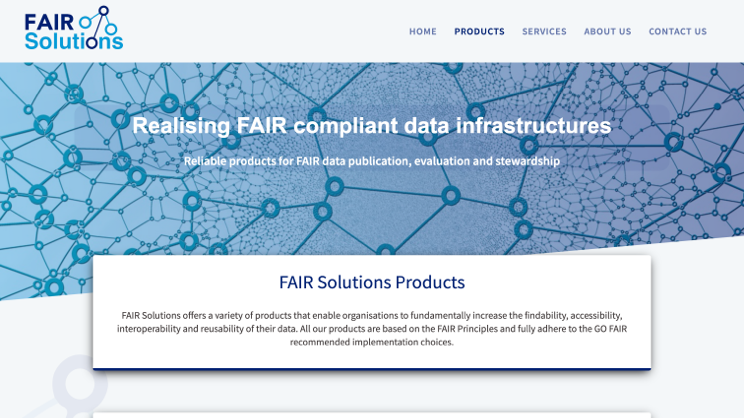 FAIR
Solutions
HOME PRODUCTS SERVICES ABOUT US CONTACT US
Realising FAIR compliant data infrastructures
Reliable products for FAIR data publication, evaluation and stewardship
FAIR Solutions Products
FAIR Solutions offers a variety of products that enable organisations to fundamentally increase the findability, accessibility,
interoperability and reusability of their data. All our products are based on the FAIR Principles and fully adhere to the GO FAIR
recommended implementation choices.